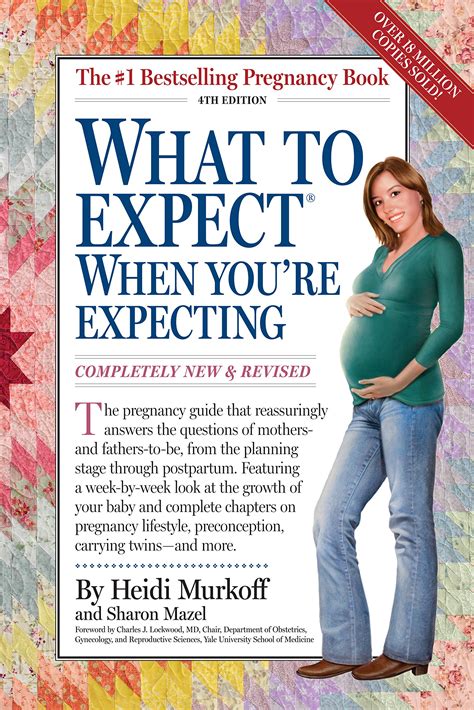 OVER 18 MILLION
COPIES SOLD!
The #1 Bestselling Pregnancy Book
4TH EDITION
WHAT TO
EXPECT®
WHEN YOU'RE
EXPECTING
COMPLETELY NEW & REVISED
The pregnancy guide that reassuringly
answers the questions of mothers-
and fathers-to-be, from the planning
stage through postpartum. Featuring
a week-by-week look at the growth of
your baby and complete chapters on
pregnancy lifestyle, preconception,
carrying twins—and more.
By Heidi Murkoff
and Sharon Mazel
Foreword by Charles J. Lockwood, MD, Chair, Department of Obstetrics,
Gynecology, and Reproductive Sciences, Yale University School of Medicine